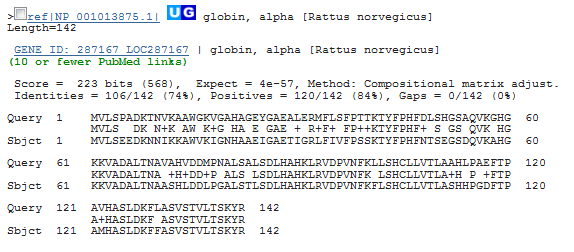 >ref|NP_001013875.1| UG globin, alpha [Rattus norvegicus]
Length=142
GENE ID: 287167 LOC287167 | globin, alpha [Rattus norvegicus]
(10 or fewer PubMed links)
Score = 223 bits (568), Expect = 4e-57, Method: Compositional matrix adjust.
Identities = 106/142 (74%), Positives = 120/142 (84%), Gaps = 0/142 (0%)
Query 1 MVLSPADKTNVKAAWGKVGAHAGEYGAEALERMFLSFPTTKTYFPHFDLSHGSAQVKGHG 60
MVLS DK N+K AW K+G HA E GAE + R+F+ FP++KTYFPHF+ S GS QVK HG
Sbjct 1 MVLSEEDKNNIKKAWVKIGNHAAEIGAETIGRLFIVFPSSKTYFPHFNTSEGSDQVKAHG 60
Query 61 KKVADALTNAVAHVDDMPNALSALSDLHAHKLRVDPVNFKLLSHCLLVTLAAHLPAEFTP 120
KKVADALTNA +H+DD+P ALS LSDLHAHKLRVDPVNFK LSHCLLVTLA+H P +FTP
Sbjct 61 KKVADALTNAASHLDDLPGALSSLSDLHAHKLRVDPVNFKFLSHCLLVTLASHHPGDFTP 120
Query 121 AVHASLDKFLASVSTVLTSKYR 142
A+HASLDKF ASVSTVLTSKYR
Sbjct 121 AMHASLDKFFASVSTVLTSKYR 142